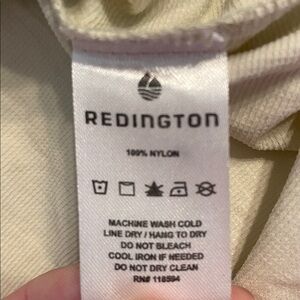 REDINGTON
100% NYLON
MACHINE WASH COLD
LINE DRY / HANG TO DRY
DO NOT BLEACH
COOL IRON IF NEEDED
DO NOT DRY CLEAN
RN# 118594